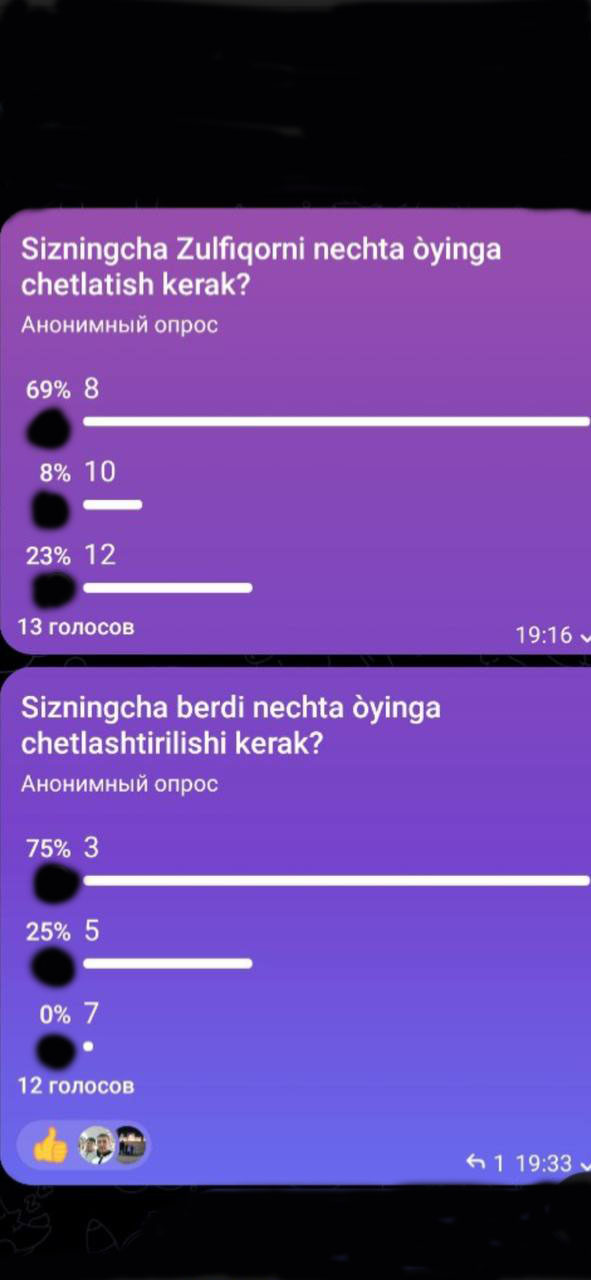 Sizningcha Zulfiqorni nechta òyinga
chetlatish kerak?
Анонимный опрос
69% 8
8% 10
23% 12
13 голосов
19:16
Sizningcha berdi nechta òyinga
chetlashtirilishi kerak?
Анонимный опрос
75% 3
25% 5
0% 7
12 голосов
1 19:33